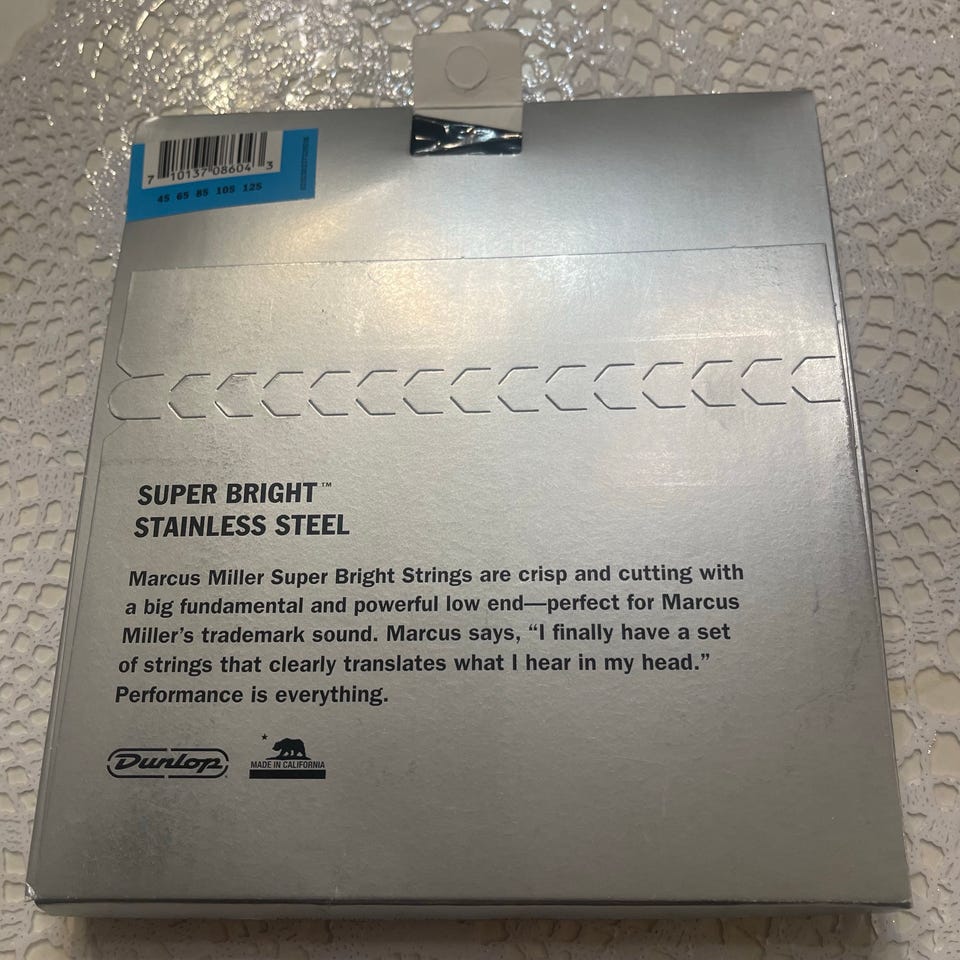 7 10137 08604 3
45 65 85 105 125
SUPER BRIGHT™
STAINLESS STEEL
Marcus Miller Super Bright Strings are crisp and cutting with
a big fundamental and powerful low end—perfect for Marcus
Miller’s trademark sound. Marcus says, “I finally have a set
of strings that clearly translates what I hear in my head.”
Performance is everything.
Dunlop
MADE IN CALIFORNIA